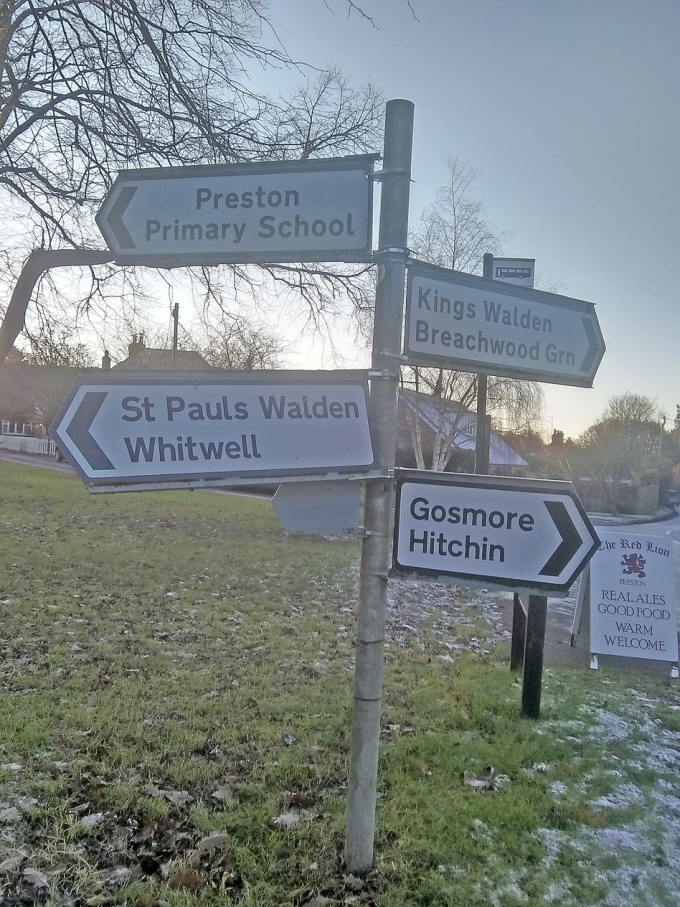 Preston
Primary School
Kings Walden
Breachwood Grn
St Pauls Walden
Whitwell
Gosmore
Hitchin
The Red Lion
PRESTON
REAL ALES
GOOD FOOD
WARM
WELCOME